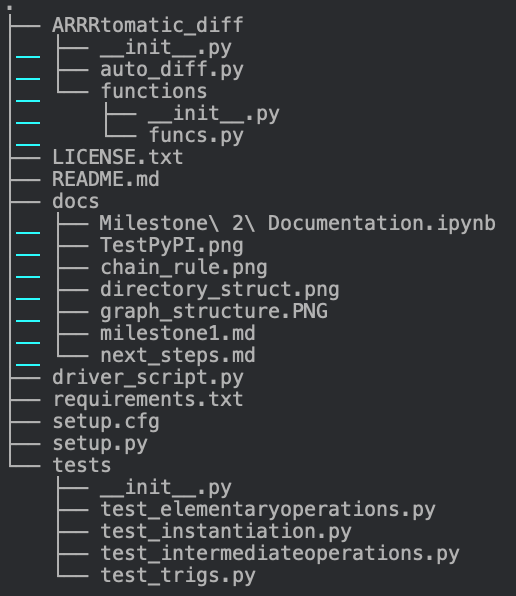 .
├── ARRRtomatic_diff
│   ├── __init__.py
│   ├── auto_diff.py
│   └── functions
│       ├── __init__.py
│       └── funcs.py
├── LICENSE.txt
├── README.md
├── docs
│   ├── Milestone\ 2\ Documentation.ipynb
│   ├── TestPyPI.png
│   ├── chain_rule.png
│   ├── directory_struct.png
│   ├── graph_structure.PNG
│   ├── milestone1.md
│   └── next_steps.md
├── driver_script.py
├── requirements.txt
├── setup.cfg
├── setup.py
└── tests
    ├── __init__.py
    ├── test_elementaryoperations.py
    ├── test_instantiation.py
    ├── test_intermediateoperations.py
    └── test_trigs.py